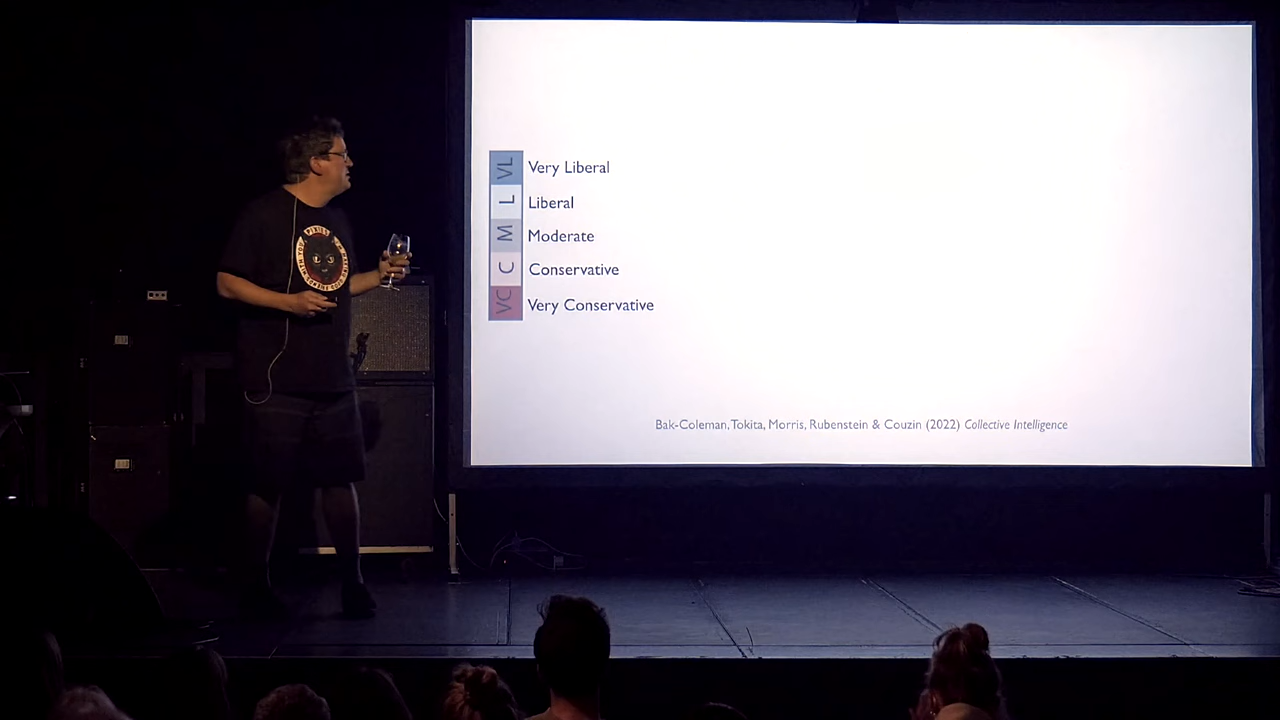 VL Very Liberal
L Liberal
M Moderate
C Conservative
VC Very Conservative
Bak-Coleman, Tokita, Morris, Rubenstein & Couzin (2022) Collective Intelligence